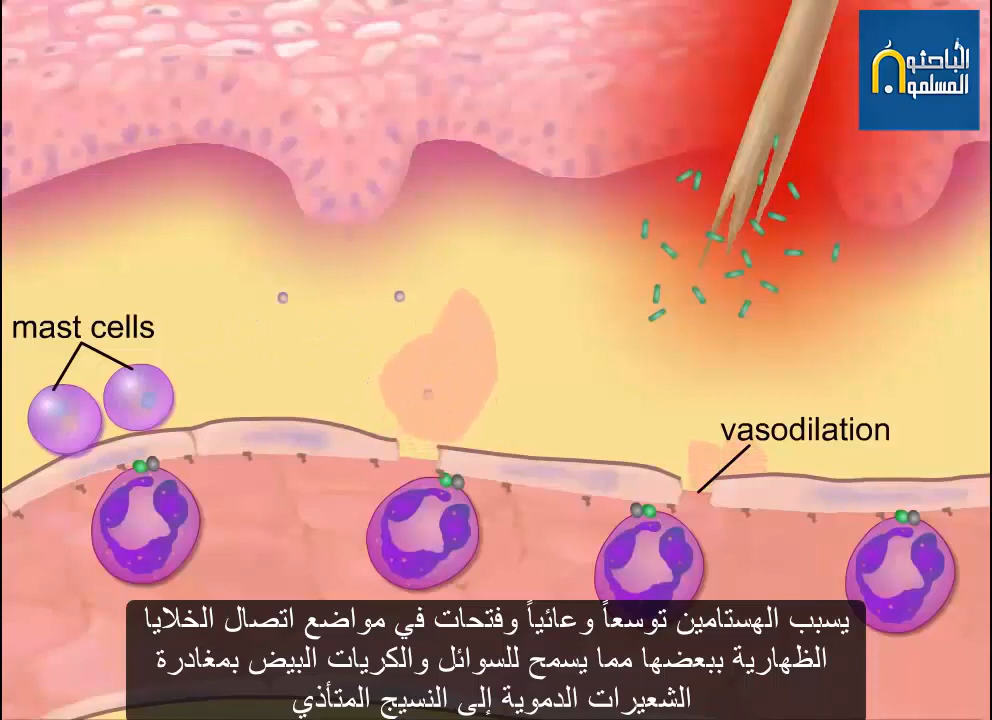 الباحثون
المسلمون
mast cells
vasodilation
يسبب الهستامين توسعاً وعائياً وفتحات في مواضع اتصال الخلايا
الظهارية ببعضها مما يسمح للسوائل والكريات البيض بمغادرة
الشعيرات الدموية إلى النسيج المتأذي